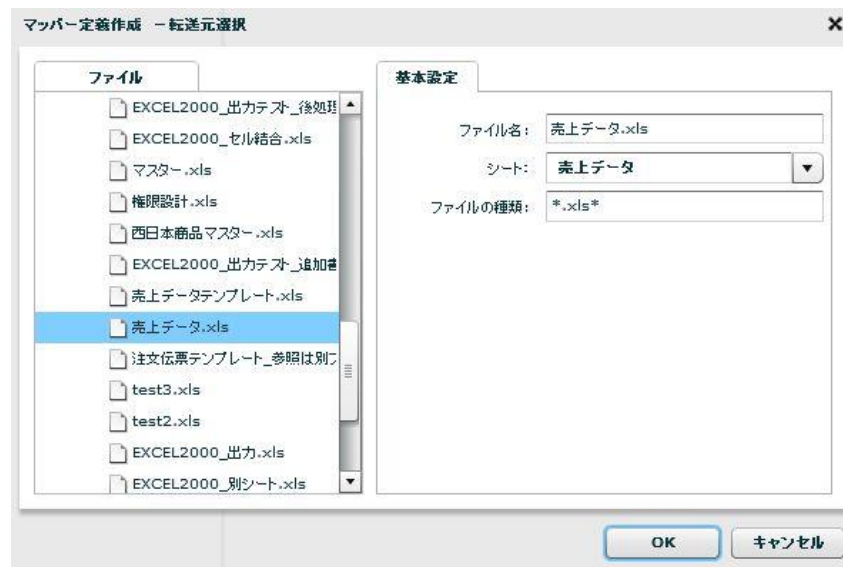 マッパー定義作成 －転送元選択
ファイル
EXCEL2000_出力テスト_後処理
EXCEL2000_セル結合.xls
マスター.xls
権限設計.xls
西日本商品マスター.xls
EXCEL2000_出力テスト_追加書
売上データテンプレート.xls
売上データ.xls
注文伝票テンプレート_参照は別フ
test3.xls
test2.xls
EXCEL2000_出力.xls
EXCEL2000_別シート.xls
基本設定
ファイル名： 売上データ.xls
シート： 売上データ
ファイルの種類： *.xls*
OK キャンセル